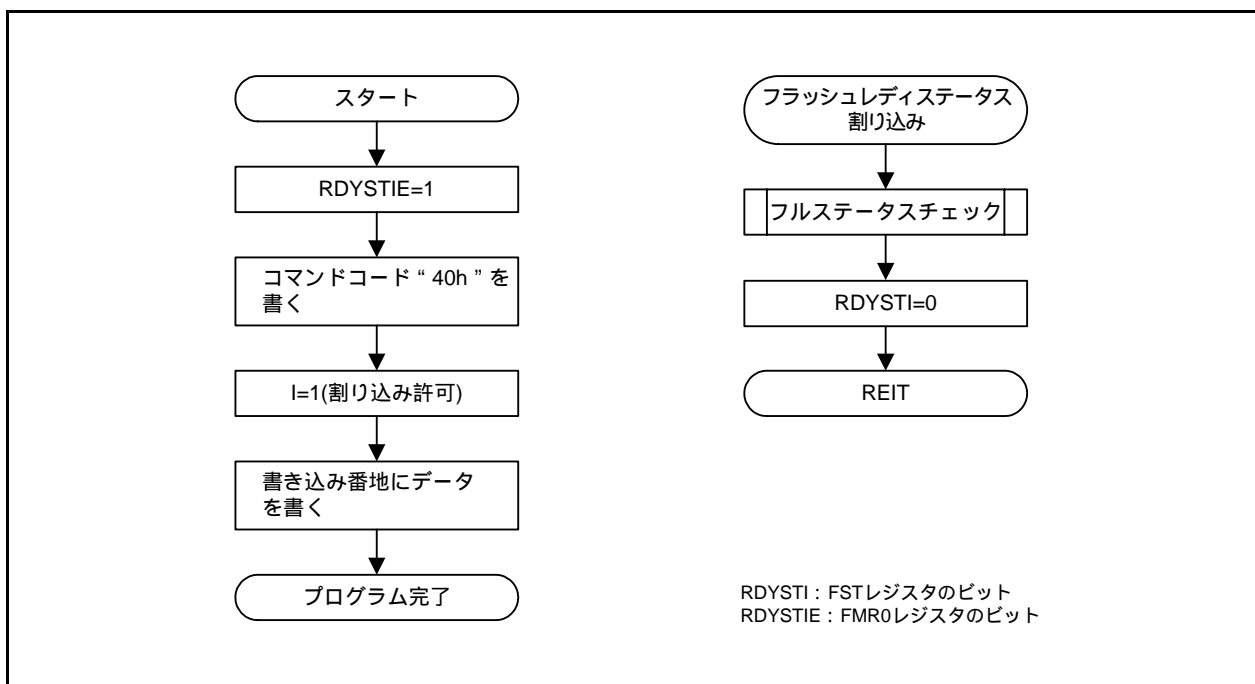 スタート
RDYSTIE=1
コマンドコード“ 40h ” を
書く
I=1(割り込み許可)
書き込み番地にデータ
を書く
プログラム完了
フラッシュレディステータス
割り込み
フルステータスチェック
RDYSTI=0
REIT
RDYSTI : FSTレジスタのビット
RDYSTIE : FMR0レジスタのビット